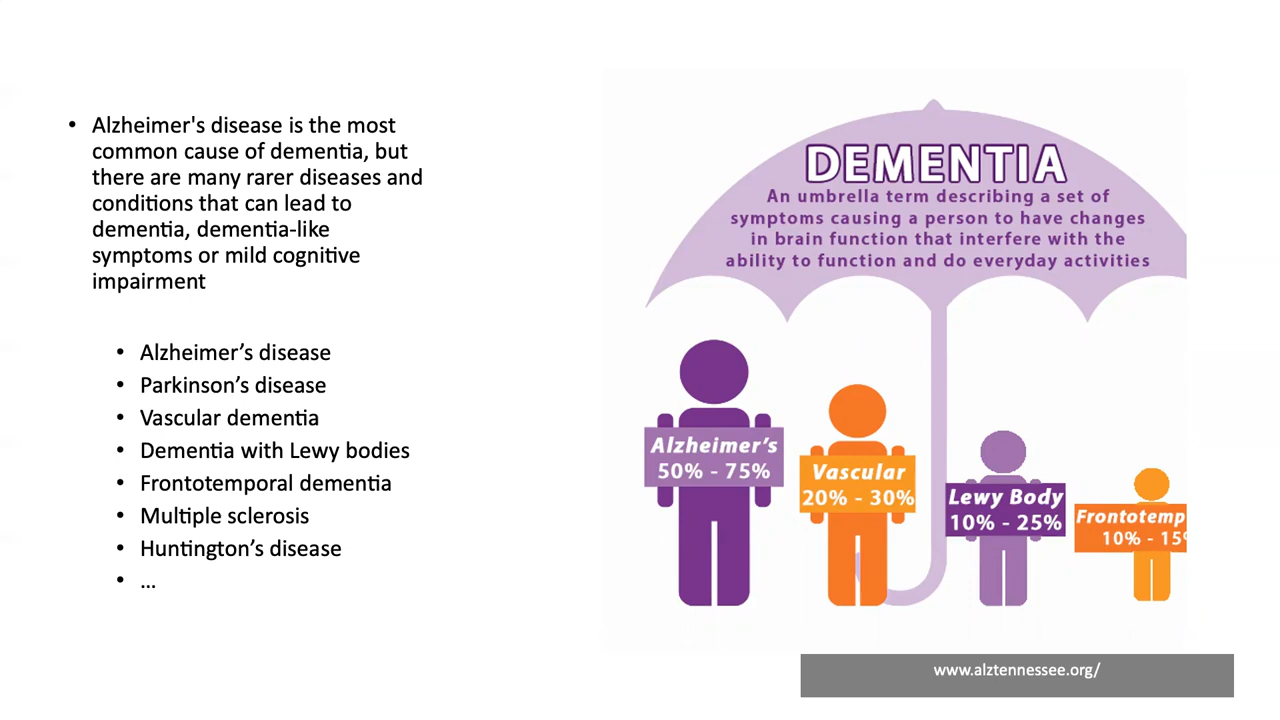 Alzheimer's disease is the most
common cause of dementia, but
there are many rarer diseases and
conditions that can lead to
dementia, dementia-like
symptoms or mild cognitive
impairment
• Alzheimer’s disease
• Parkinson’s disease
• Vascular dementia
• Dementia with Lewy bodies
• Frontotemporal dementia
• Multiple sclerosis
• Huntington’s disease
• ...
DEMENTIA
An umbrella term describing a set of
symptoms causing a person to have changes
in brain function that interfere with the
ability to function and do everyday activities
Alzheimer’s
50% - 75%
Vascular
20% - 30%
Lewy Body
10% - 25%
Frontotemp
10% - 15
www.alztennessee.org/